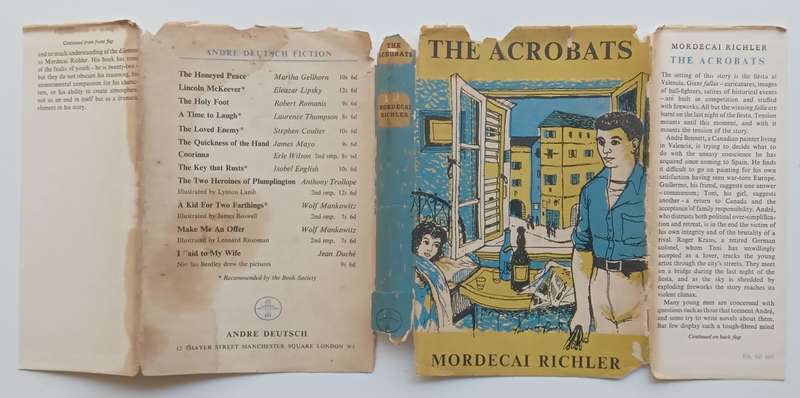 Continued from front flap
end to much understanding of the dilemma
to Mordecai Richler. His book has some
of the faults of youth – he is twenty-two –
but they do not obscure his reasoning, his
unsentimental compassion for his charac-
ters, or his ability to create atmosphere
not as an end in itself but as a dramatic
element in his story.
ANDRE DEUTSCH FICTION
The Honeyed Peace Martha Gellhorn 10s 6d
Lincoln McKeever* Eleazar Lipsky 12s 6d
The Holy Foot Robert Romanis 9s 6d
A Time to Laugh* Laurence Thompson 8s 6d
The Loved Enemy* Stephen Coulter 10s 6d
The Quickness of the Hand James Mayo 9s 6d
Corinna Erle Wilson 2nd imp. 8s 6d
The Key that Rusts* Isobel English 10s 6d
The Two Heroines of Plumplington Anthony Trollope
Illustrated by Lynton Lamb 2nd imp. 12s 6d
A Kid For Two Farthings* Wolf Mankowitz
Illustrated by James Boswell 2nd imp. 7s 6d
Make Me An Offer Wolf Mankowitz
Illustrated by Leonard Rosoman 2nd imp. 7s 6d
I Said to My Wife Jean Duché
Nicolas Bentley drew the pictures 9s 6d
* Recommended by the Book Society
ANDRE DEUTSCH
12 THAYER STREET MANCHESTER SQUARE LONDON W1
THE
ACROBATS
MORDECAI
RICHLER
THE ACROBATS
MORDECAI RICHLER
MORDECAI RICHLER
THE ACROBATS
The setting of this story is the fiesta at
Valencia. Giant fallas – caricatures, images
of bull-fighters, satires of historical events
– are built in competition and stuffed
with fireworks. All but the winning falla are
burnt on the last night of the fiesta. Tension
mounts until this moment, and with it
mounts the tension of the story.
André Bennett, a Canadian painter living
in Valencia, is trying to decide what to
do with the uneasy conscience he has
acquired since coming to Spain. He finds
it difficult to go on painting for his own
satisfaction having seen war-torn Europe.
Guillermo, his friend, suggests one answer
– communism; Toni, his girl, suggests
another – a return to Canada and the
acceptance of family responsibility. André,
who distrusts both political over-simplifica-
tion and retreat, is in the end the victim of
his own integrity and of the brutality of a
rival. Roger Kraus, a retired German
colonel, whom Toni has unwillingly
accepted as a lover, tracks the young
artist through the city's streets. They meet
on a bridge during the last night of the
fiesta, and as the sky is shredded by
exploding fireworks the story reaches its
violent climax.
Many young men are concerned with
questions such as those that torment André,
and some try to write novels about them.
But few display such a tough-fibred mind
Continued on back flap